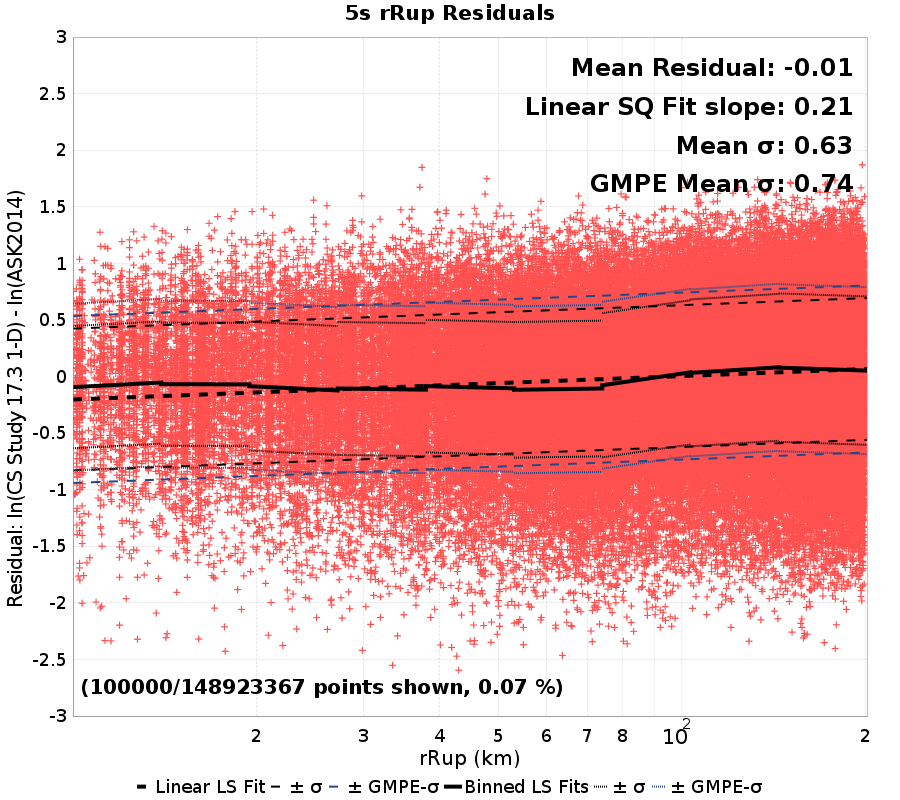 5s rRup Residuals
Mean Residual: -0.01
Linear SQ Fit slope: 0.21
Mean σ: 0.63
GMPE Mean σ: 0.74
3
2.5
2
1.5
1
0.5
0
-0.5
-1
-1.5
-2
-2.5
-3
Residual: ln(CS Study 17.3 1-D) - ln(ASK2014)
(100000/148923367 points shown, 0.07 %)
2 3 4 5 6 7 8 10² 2
rRup (km)
Linear LS Fit ± σ ± GMPE-σ Binned LS Fits ± σ ± GMPE-σ